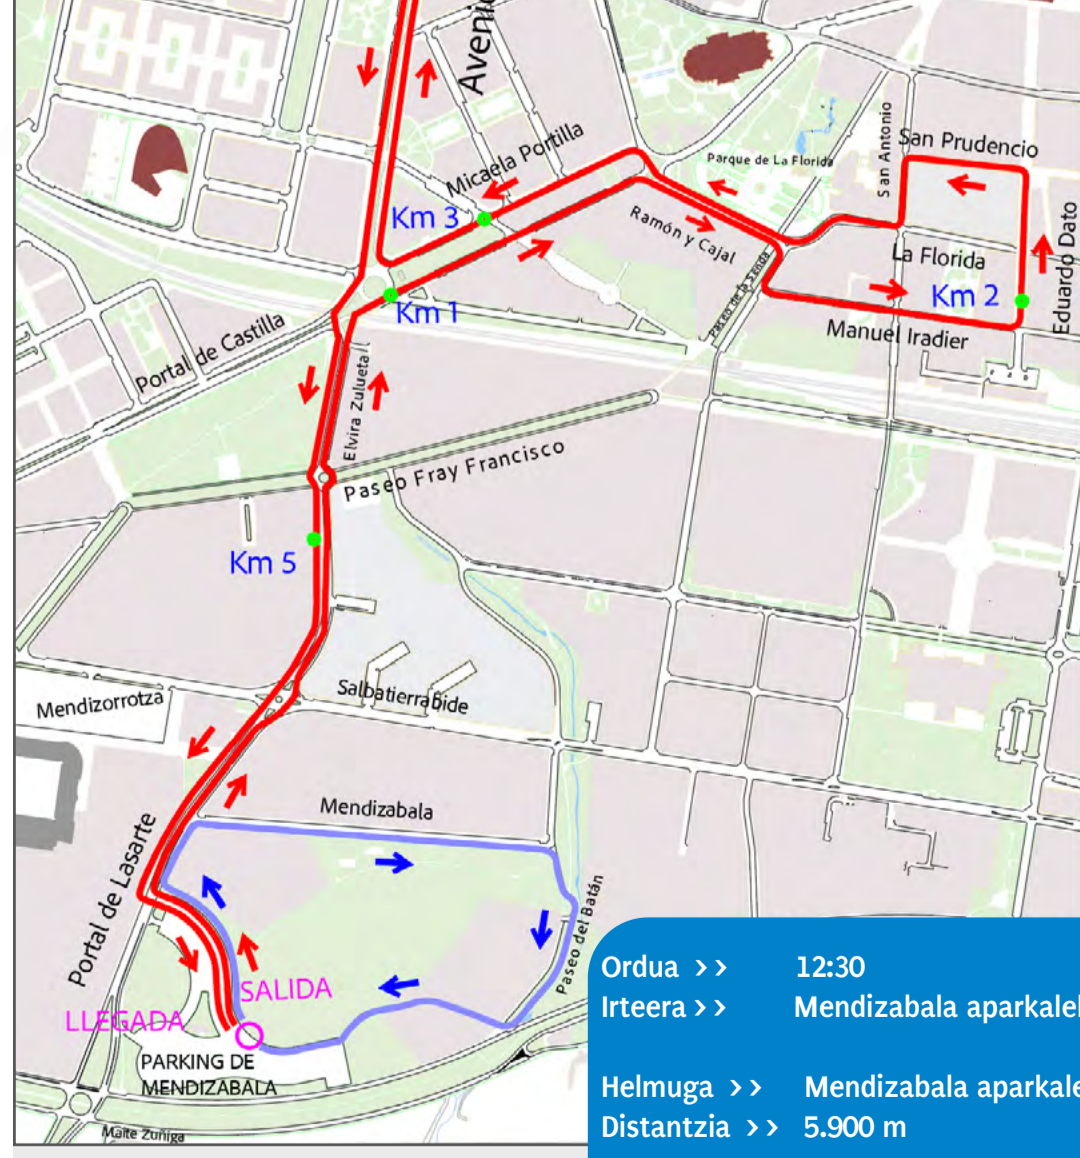 Aveni
Micaela Portilla
Parque de La Florida
San Antonio
San Prudencio
Km 3
Ramón y Cajal
Eduardo Dato
La Florida
Km 1
Km 2
Paseo de la Senda
Manuel Iradier
Portal de Castilla
Elvira Zulueta
Paseo Fray Francisco
Km 5
Salbatierrabide
Mendizorrotza
Mendizabala
Portal de Lasarte
Paseo del Batán
SALIDA
LLEGADA
PARKING DE
MENDIZABALA
Maite Zuñiga
Ordua >> 12:30
Irteera >> Mendizabala aparkale
Helmuga >> Mendizabala aparkale
Distantzia >> 5.900 m